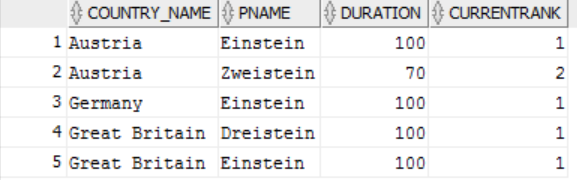 COUNTRY_NAME PNAME DURATION CURRENTRANK
1 Austria Einstein 100 1
2 Austria Zweistein 70 2
3 Germany Einstein 100 1
4 Great Britain Dreistein 100 1
5 Great Britain Einstein 100 1